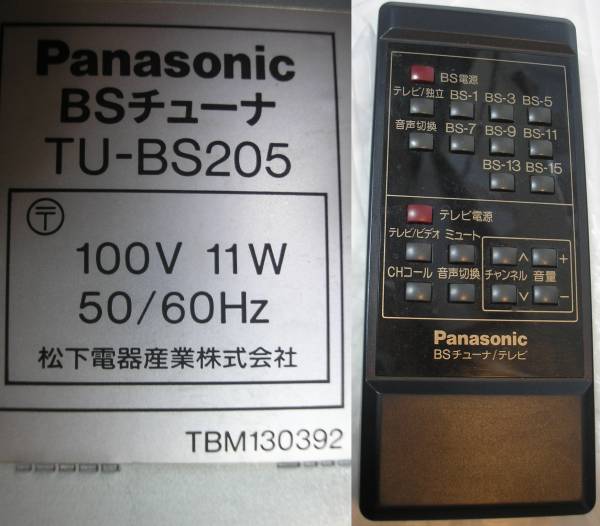 Panasonic
BSチューナ
TU-BS205
〒
100V 11W
50/60Hz
松下電器産業株式会社
TBM130392
BS電源
テレビ/独立 BS-1 BS-3 BS-5
音声切換 BS-7 BS-9 BS-11
BS-13 BS-15
テレビ電源
テレビ/ビデオ ミュート
∧ +
CHコール 音声切換 チャンネル 音量
∨ −
Panasonic
BSチューナ/テレビ